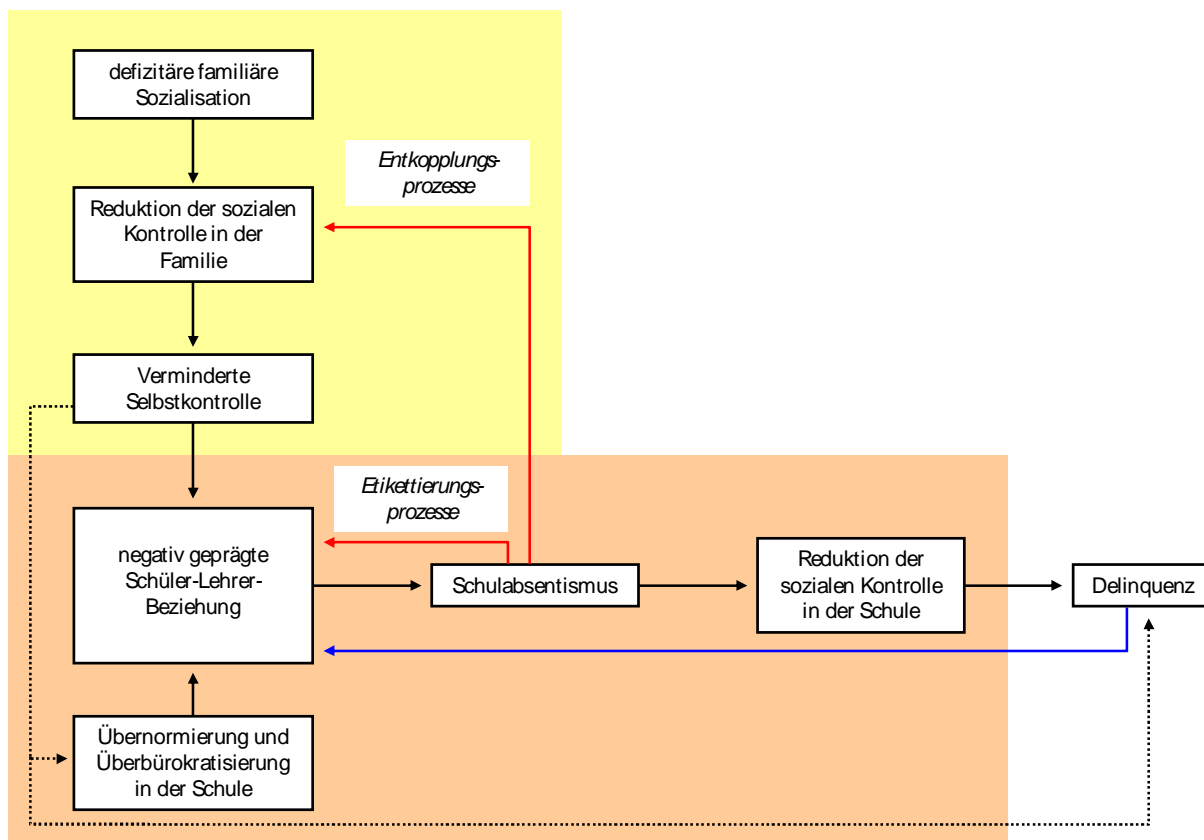 defizitäre familiäre
Sozialisation
Entkopplungs-
prozesse
Reduktion der sozialen
Kontrolle in der
Familie
Verminderte
Selbstkontrolle
Etikettierungs-
prozesse
negativ geprägte
Schüler-Lehrer-
Beziehung
Schulabsentismus
Reduktion der
sozialen Kontrolle
in der Schule
Delinquenz
Übernormierung und
Überbürokratisierung
in der Schule